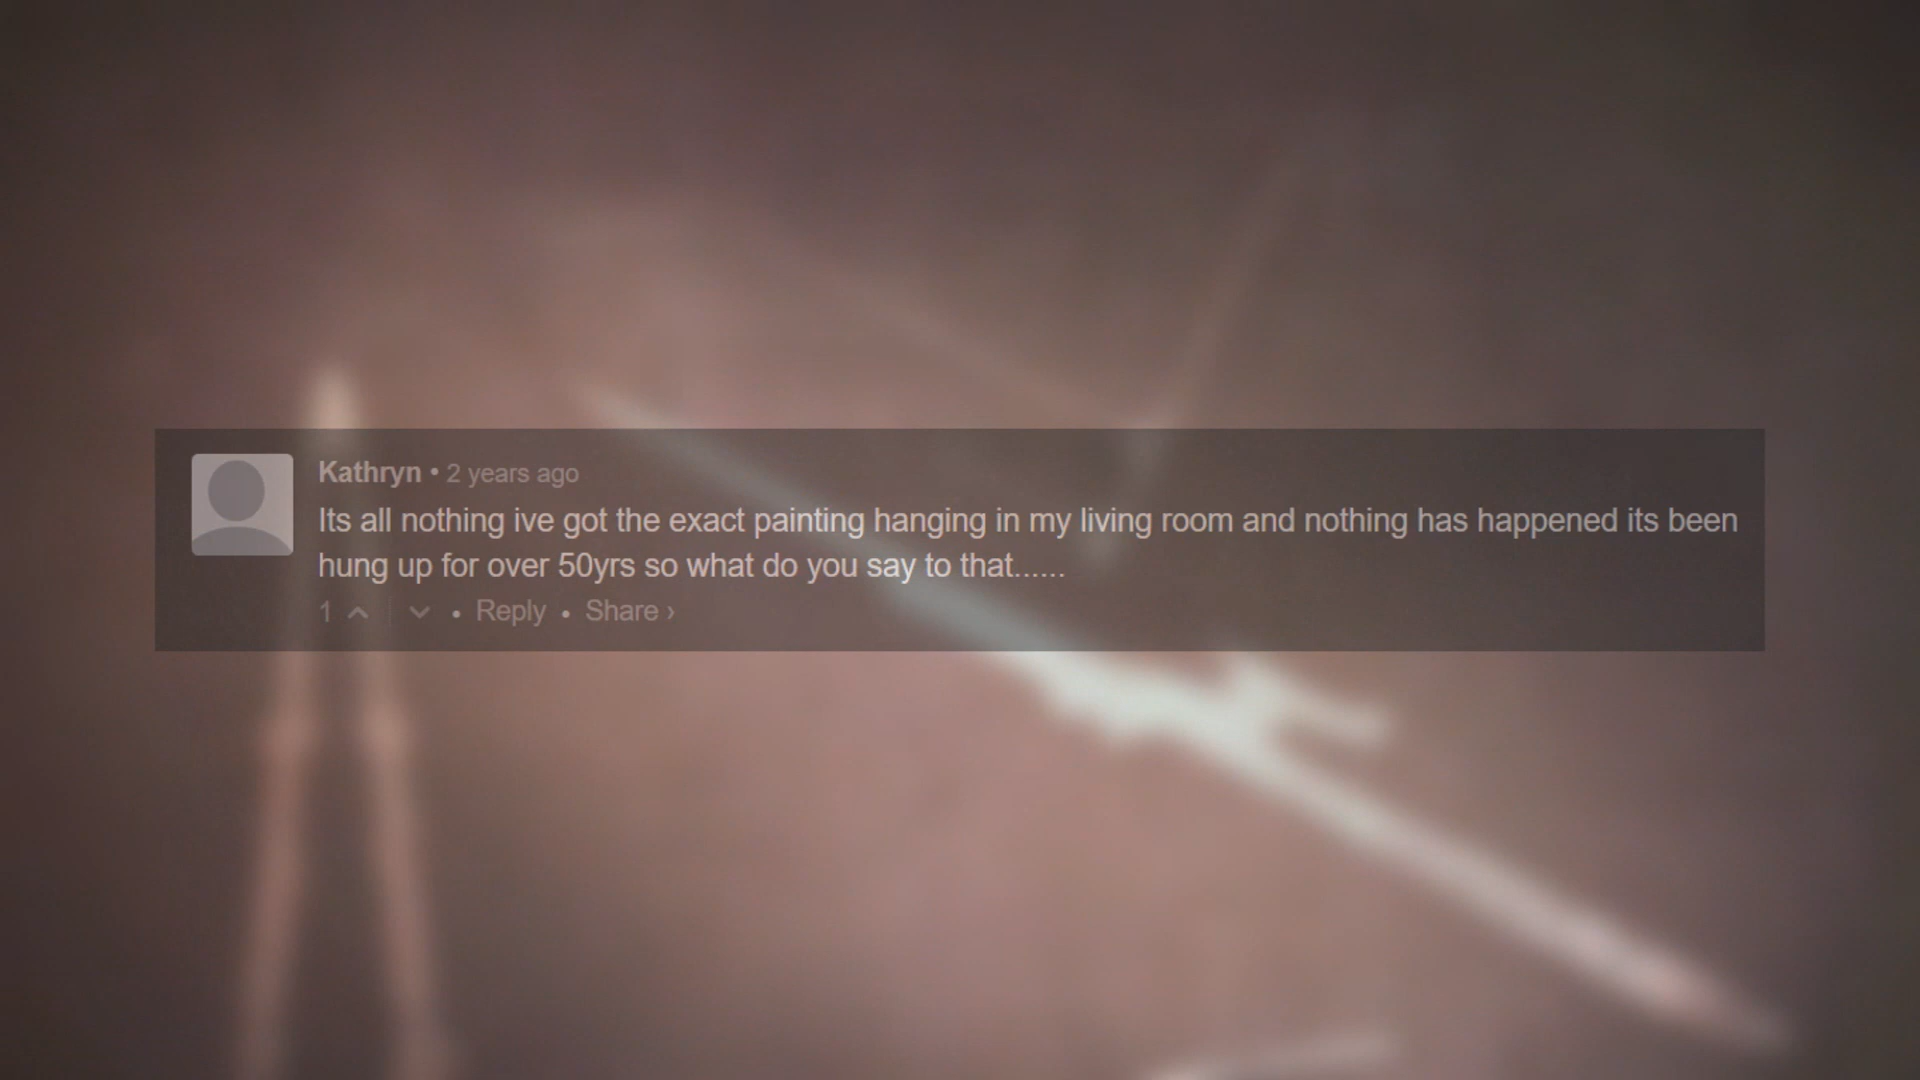 Kathryn • 2 years ago
Its all nothing ive got the exact painting hanging in my living room and nothing has happened its been
hung up for over 50yrs so what do you say to that......
1 • Reply • Share ›